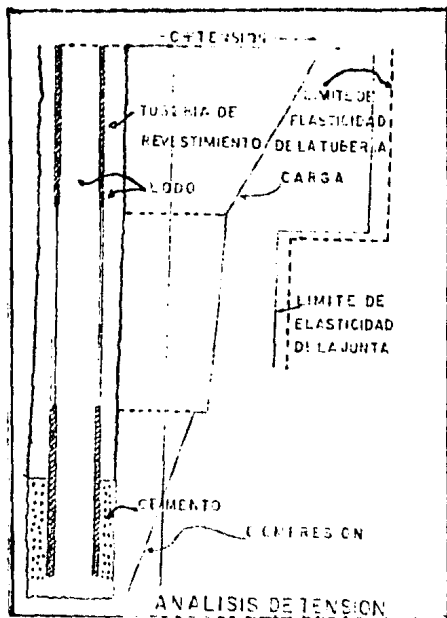 TENSION
TUBERIA DE
REVESTIMIENTO
LODO
LIMITE DE
ELASTICIDAD
DE LA TUBERIA
CARGA
LIMITE DE
ELASTICIDAD
DE LA JUNTA
CEMENTO
COMPRESION
ANALISIS DE TENSION